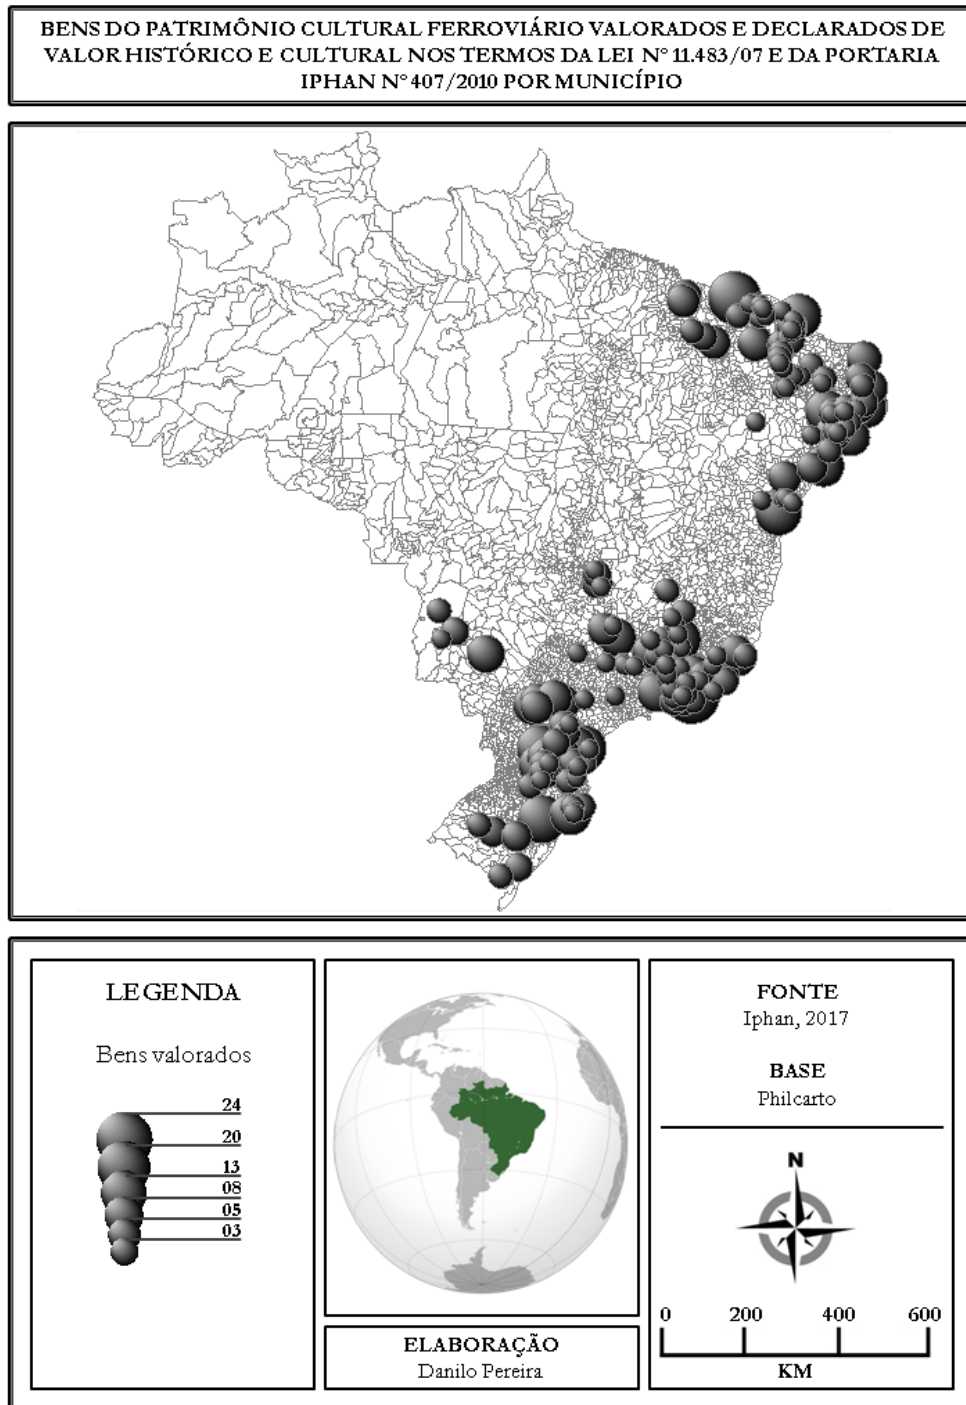 BENS DO PATRIMÔNIO CULTURAL FERROVIÁRIO VALORADOS E DECLARADOS DE
VALOR HISTÓRICO E CULTURAL NOS TERMOS DA LEI N° 11.483/07 E DA PORTARIA
IPHAN N° 407/2010 POR MUNICÍPIO
LEGENDA
Bens valorados
24
20
13
08
05
03
ELABORAÇÃO
Danilo Pereira
FONTE
Iphan, 2017
BASE
Philcarto
N
0 200 400 600
KM